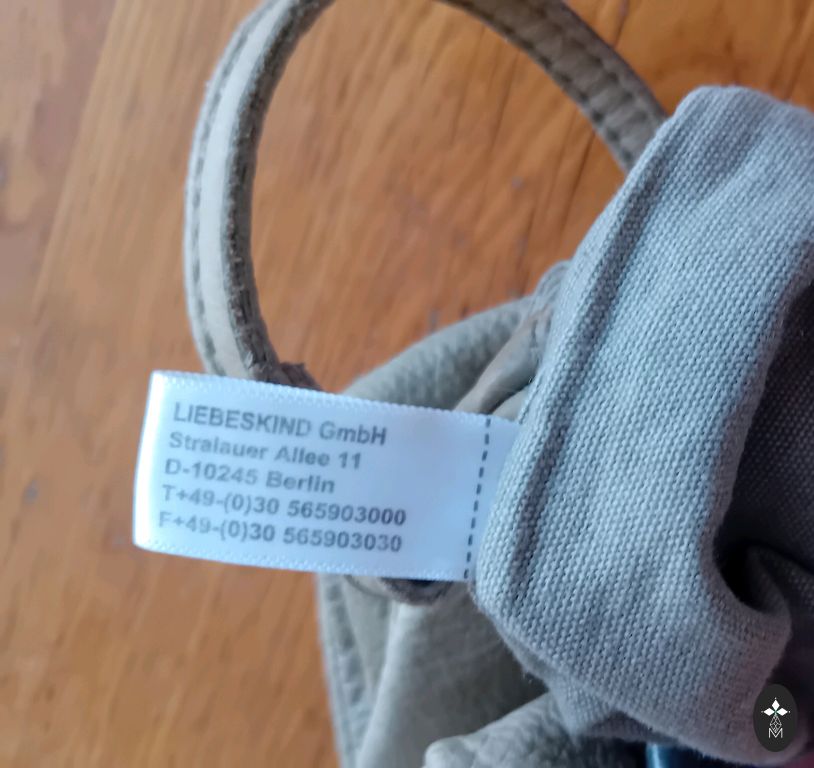 LIEBESKIND GmbH
Stralauer Allee 11
D-10245 Berlin
T+49-(0)30 565903000
F+49-(0)30 565903030
M